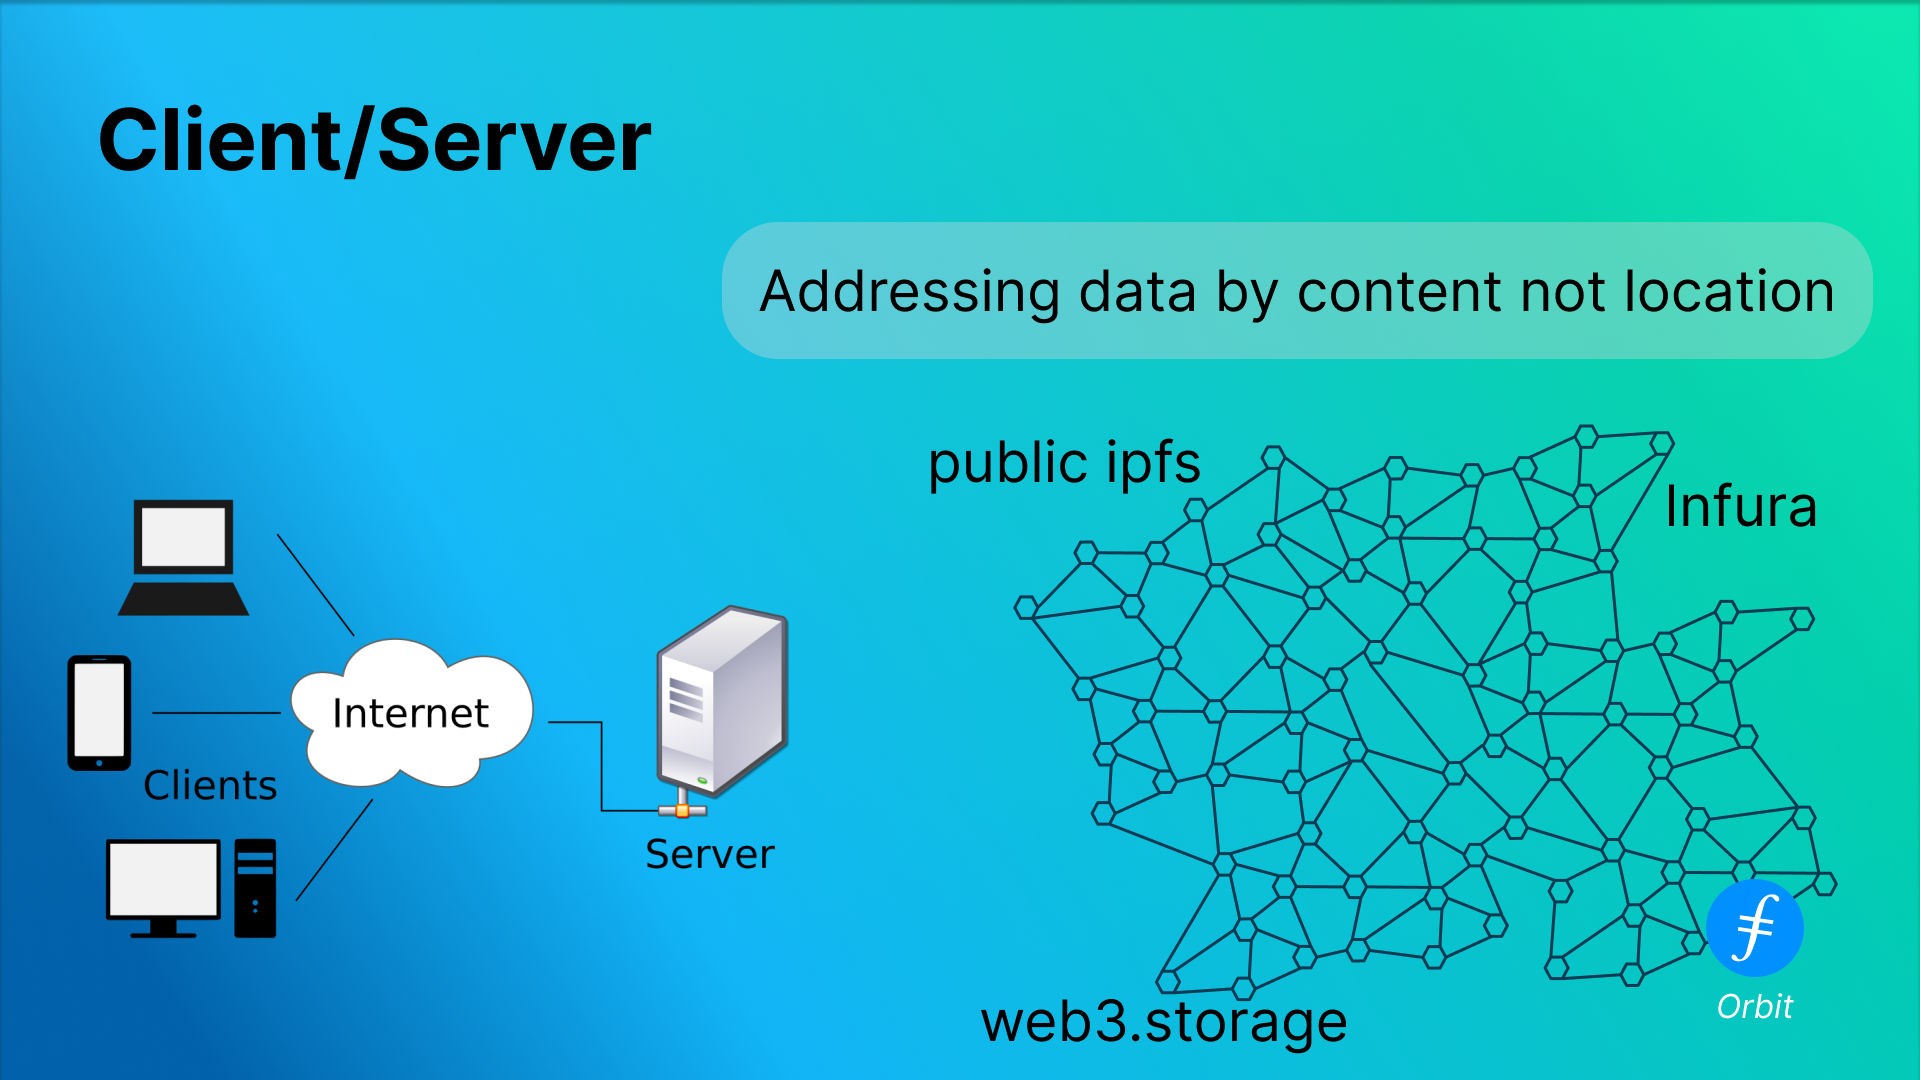 Client/Server
Addressing data by content not location
public ipfs
Infura
Internet
Clients
Server
web3.storage
Orbit